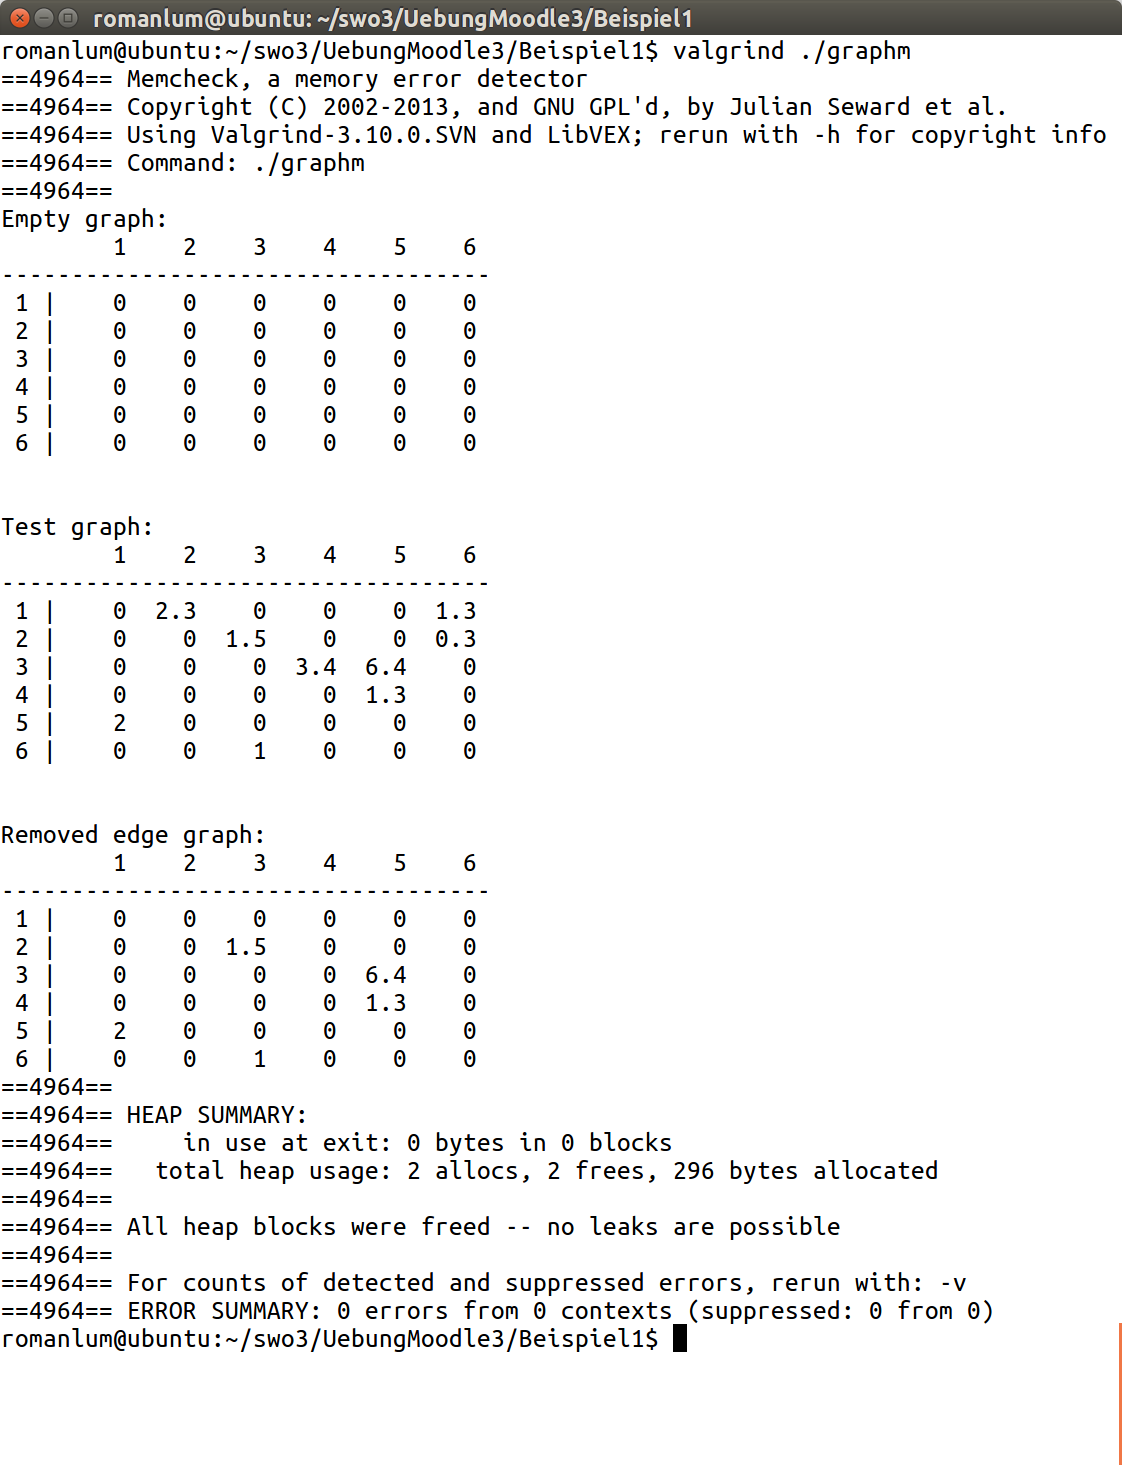 romanlum@ubuntu: ~/swo3/UebungMoodle3/Beispiel1
romanlum@ubuntu:~/swo3/UebungMoodle3/Beispiel1$ valgrind ./graphm
==4964== Memcheck, a memory error detector
==4964== Copyright (C) 2002-2013, and GNU GPL'd, by Julian Seward et al.
==4964== Using Valgrind-3.10.0.SVN and LibVEX; rerun with -h for copyright info
==4964== Command: ./graphm
==4964==
Empty graph:
        1    2    3    4    5    6
-----------------------------------
 1 |    0    0    0    0    0    0
 2 |    0    0    0    0    0    0
 3 |    0    0    0    0    0    0
 4 |    0    0    0    0    0    0
 5 |    0    0    0    0    0    0
 6 |    0    0    0    0    0    0
Test graph:
        1    2    3    4    5    6
-----------------------------------
 1 |    0  2.3    0    0    0  1.3
 2 |    0    0  1.5    0    0  0.3
 3 |    0    0    0  3.4  6.4    0
 4 |    0    0    0    0  1.3    0
 5 |    2    0    0    0    0    0
 6 |    0    0    1    0    0    0
Removed edge graph:
        1    2    3    4    5    6
-----------------------------------
 1 |    0    0    0    0    0    0
 2 |    0    0  1.5    0    0    0
 3 |    0    0    0    0  6.4    0
 4 |    0    0    0    0  1.3    0
 5 |    2    0    0    0    0    0
 6 |    0    0    1    0    0    0
==4964==
==4964== HEAP SUMMARY:
==4964==     in use at exit: 0 bytes in 0 blocks
==4964==   total heap usage: 2 allocs, 2 frees, 296 bytes allocated
==4964==
==4964== All heap blocks were freed -- no leaks are possible
==4964==
==4964== For counts of detected and suppressed errors, rerun with: -v
==4964== ERROR SUMMARY: 0 errors from 0 contexts (suppressed: 0 from 0)
romanlum@ubuntu:~/swo3/UebungMoodle3/Beispiel1$